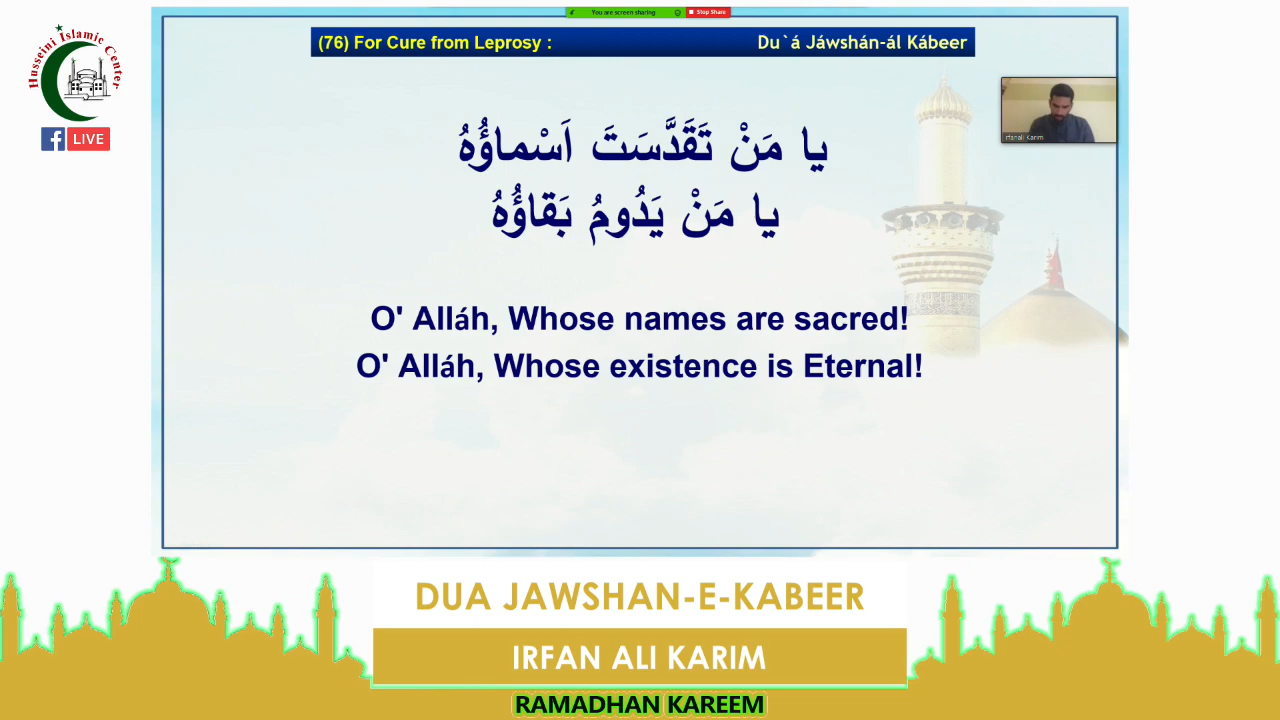 You are screen sharing
Stop Share
Husseini Islamic Center
LIVE
(76) For Cure from Leprosy :
Du`á Jáwshán-ál Kábeer
يا مَنْ تَقَدَّسَتَ اَسْماؤُهُ
يا مَنْ يَدُومُ بَقاؤُهُ
O' Alláh, Whose names are sacred!
O' Alláh, Whose existence is Eternal!
Irfanali Karim
DUA JAWSHAN-E-KABEER
IRFAN ALI KARIM
RAMADHAN KAREEM